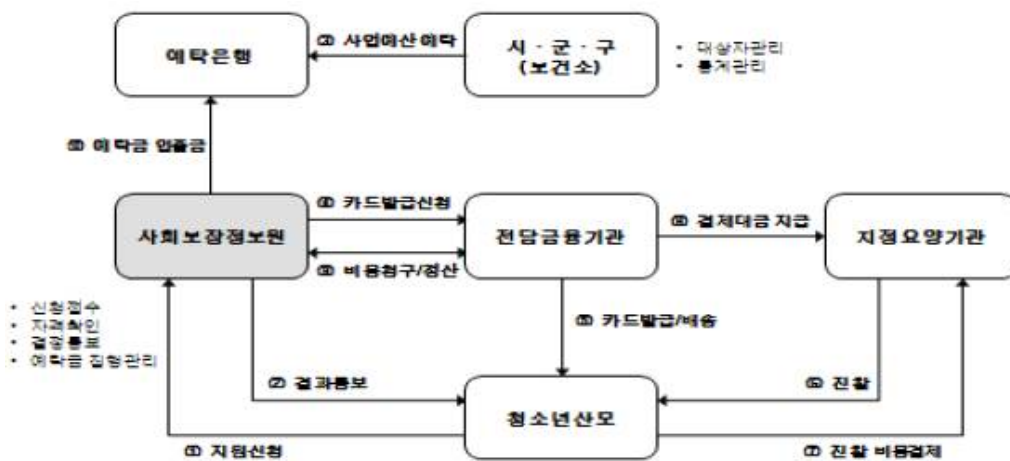 예탁은행
③ 사업예산 예탁
시 · 군 · 구
(보건소)
• 대상자관리
• 통계관리
⑩ 예탁금 입출금
사회보장정보원
④ 카드발급신청
⑨ 비용청구/정산
전담금융기관
⑧ 결제대금 지급
지정요양기관
• 신청접수
• 자격확인
• 결정통보
• 예탁금 집행관리
② 결과통보
⑤ 카드발급/배송
⑥ 진찰
청소년산모
① 지원신청
⑦ 진찰 비용결제